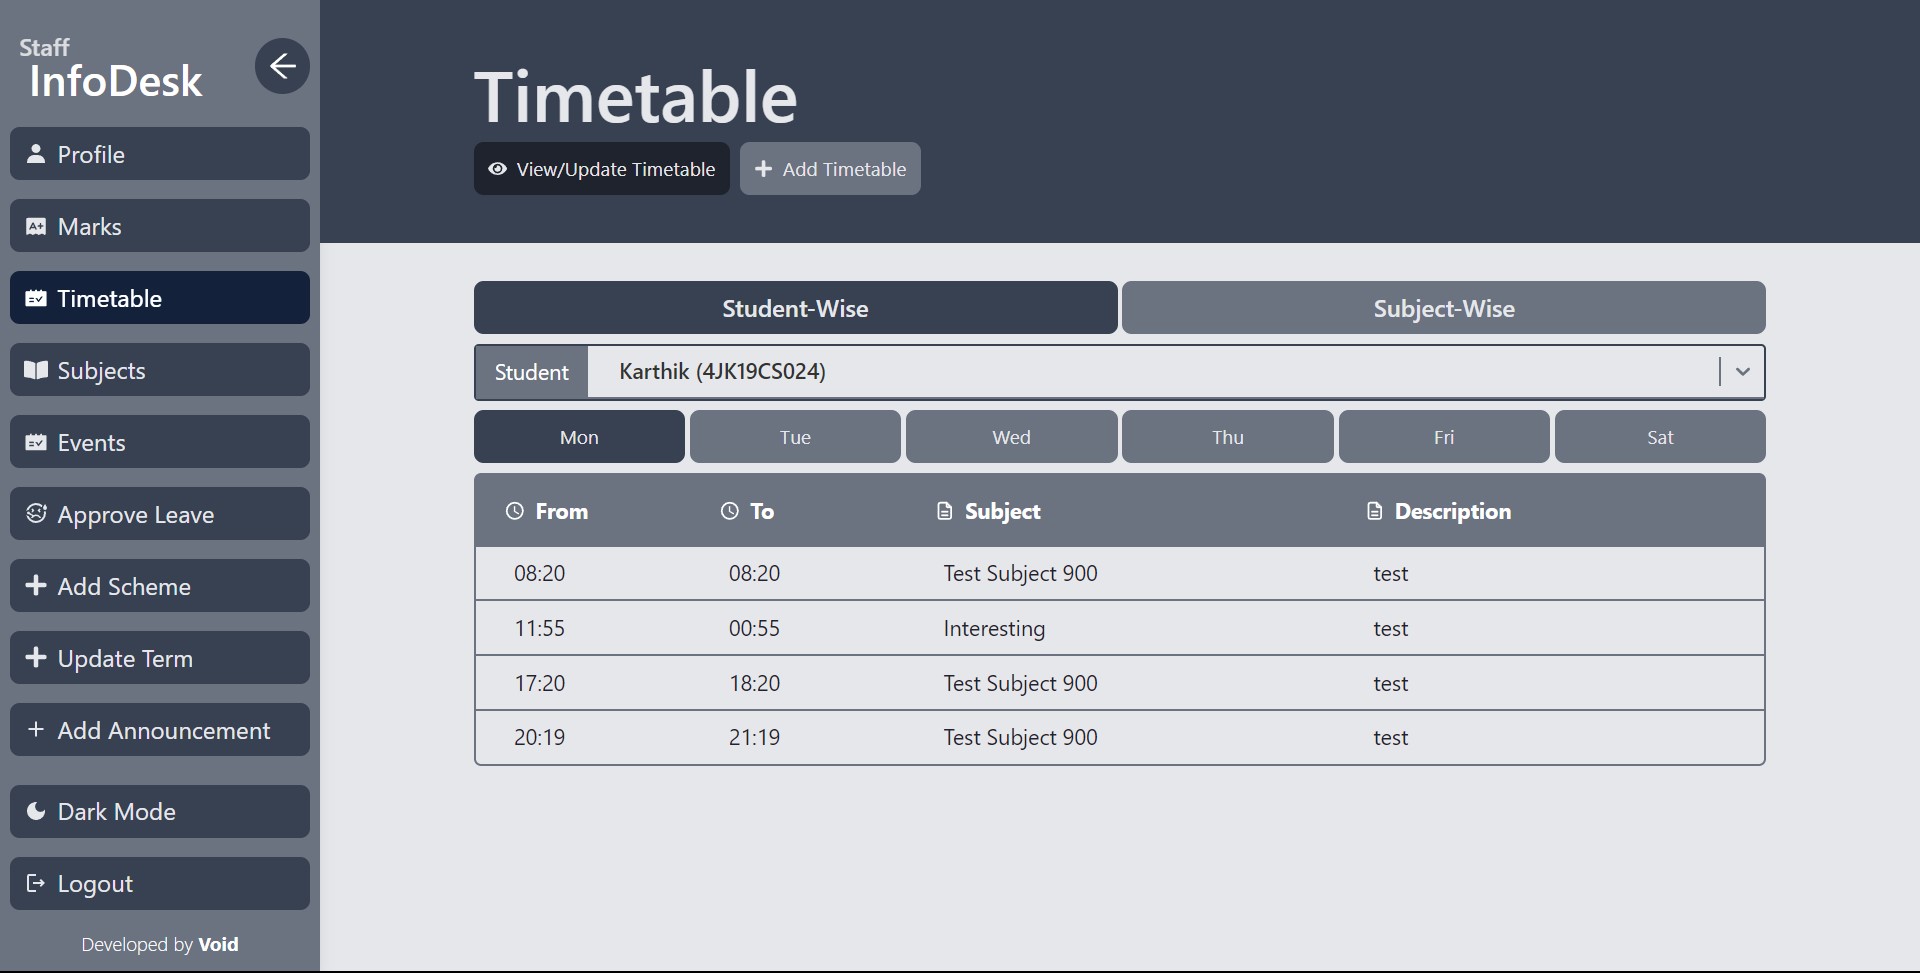 Staff
InfoDesk
Profile
Marks
Timetable
Subjects
Events
Approve Leave
Add Scheme
Update Term
Add Announcement
Dark Mode
Logout
Developed by Void
Timetable
View/Update Timetable Add Timetable
Student-Wise Subject-Wise
Student Karthik (4JK19CS024)
Mon Tue Wed Thu Fri Sat
From To Subject Description
08:20 08:20 Test Subject 900 test
11:55 00:55 Interesting test
17:20 18:20 Test Subject 900 test
20:19 21:19 Test Subject 900 test